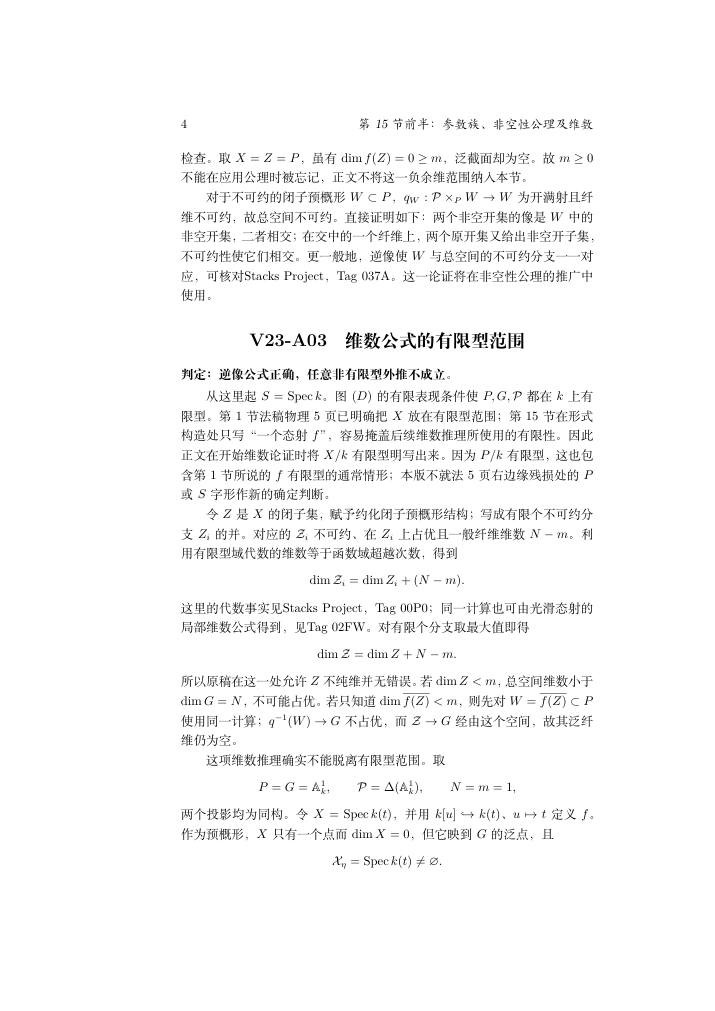 4 第 15 节前半：参数族、非空性公理及维数
检查。取 X = Z = P，虽有 dim f(Z) = 0 ≥ m，泛截面却为空。故 m ≥ 0
不能在应用公理时被忘记，正文不将这一负余维范围纳入本节。
对于不可约的闭子预概形 W ⊂ P，q_W : 𝒫 ×_P W → W 为开满射且纤
维不可约，故总空间不可约。直接证明如下：两个非空开集的像是 W 中的
非空开集，二者相交；在交中的一个纤维上，两个原开集又给出非空开子集，
不可约性使它们相交。更一般地，逆像使 W 与总空间的不可约分支一一对
应，可核对Stacks Project，Tag 037A。这一论证将在非空性公理的推广中
使用。
V23-A03 维数公式的有限型范围
判定：逆像公式正确，任意非有限型外推不成立。
从这里起 S = Spec k。图 (D) 的有限表现条件使 P, G, 𝒫 都在 k 上有
限型。第 1 节法稿物理 5 页已明确把 X 放在有限型范围；第 15 节在形式
构造处只写 “一个态射 f”，容易掩盖后续维数推理所使用的有限性。因此
正文在开始维数论证时将 X/k 有限型明写出来。因为 P/k 有限型，这也包
含第 1 节所说的 f 有限型的通常情形；本版不就法 5 页右边缘残损处的 P
或 S 字形作新的确定判断。
令 Z 是 X 的闭子集，赋予约化闭子预概形结构；写成有限个不可约分
支 Z_i 的并。对应的 𝒵_i 不可约、在 Z_i 上占优且一般纤维维数 N − m。利
用有限型域代数的维数等于函数域超越次数，得到
dim 𝒵_i = dim Z_i + (N − m).
这里的代数事实见Stacks Project，Tag 00P0；同一计算也可由光滑态射的
局部维数公式得到，见Tag 02FW。对有限个分支取最大值即得
dim 𝒵 = dim Z + N − m.
所以原稿在这一处允许 Z 不纯维并无错误。若 dim Z < m，总空间维数小于
dim G = N，不可能占优。若只知道 dim \overline{f(Z)} < m，则先对 W = \overline{f(Z)} ⊂ P
使用同一计算；q⁻¹(W) → G 不占优，而 𝒵 → G 经由这个空间，故其泛纤
维仍为空。
这项维数推理确实不能脱离有限型范围。取
P = G = 𝔸¹_k, 𝒫 = Δ(𝔸¹_k), N = m = 1,
两个投影均为同构。令 X = Spec k(t)，并用 k[u] ↪ k(t)、u ↦ t 定义 f。
作为预概形，X 只有一个点而 dim X = 0，但它映到 G 的泛点，且
𝒳_η = Spec k(t) ≠ ∅.